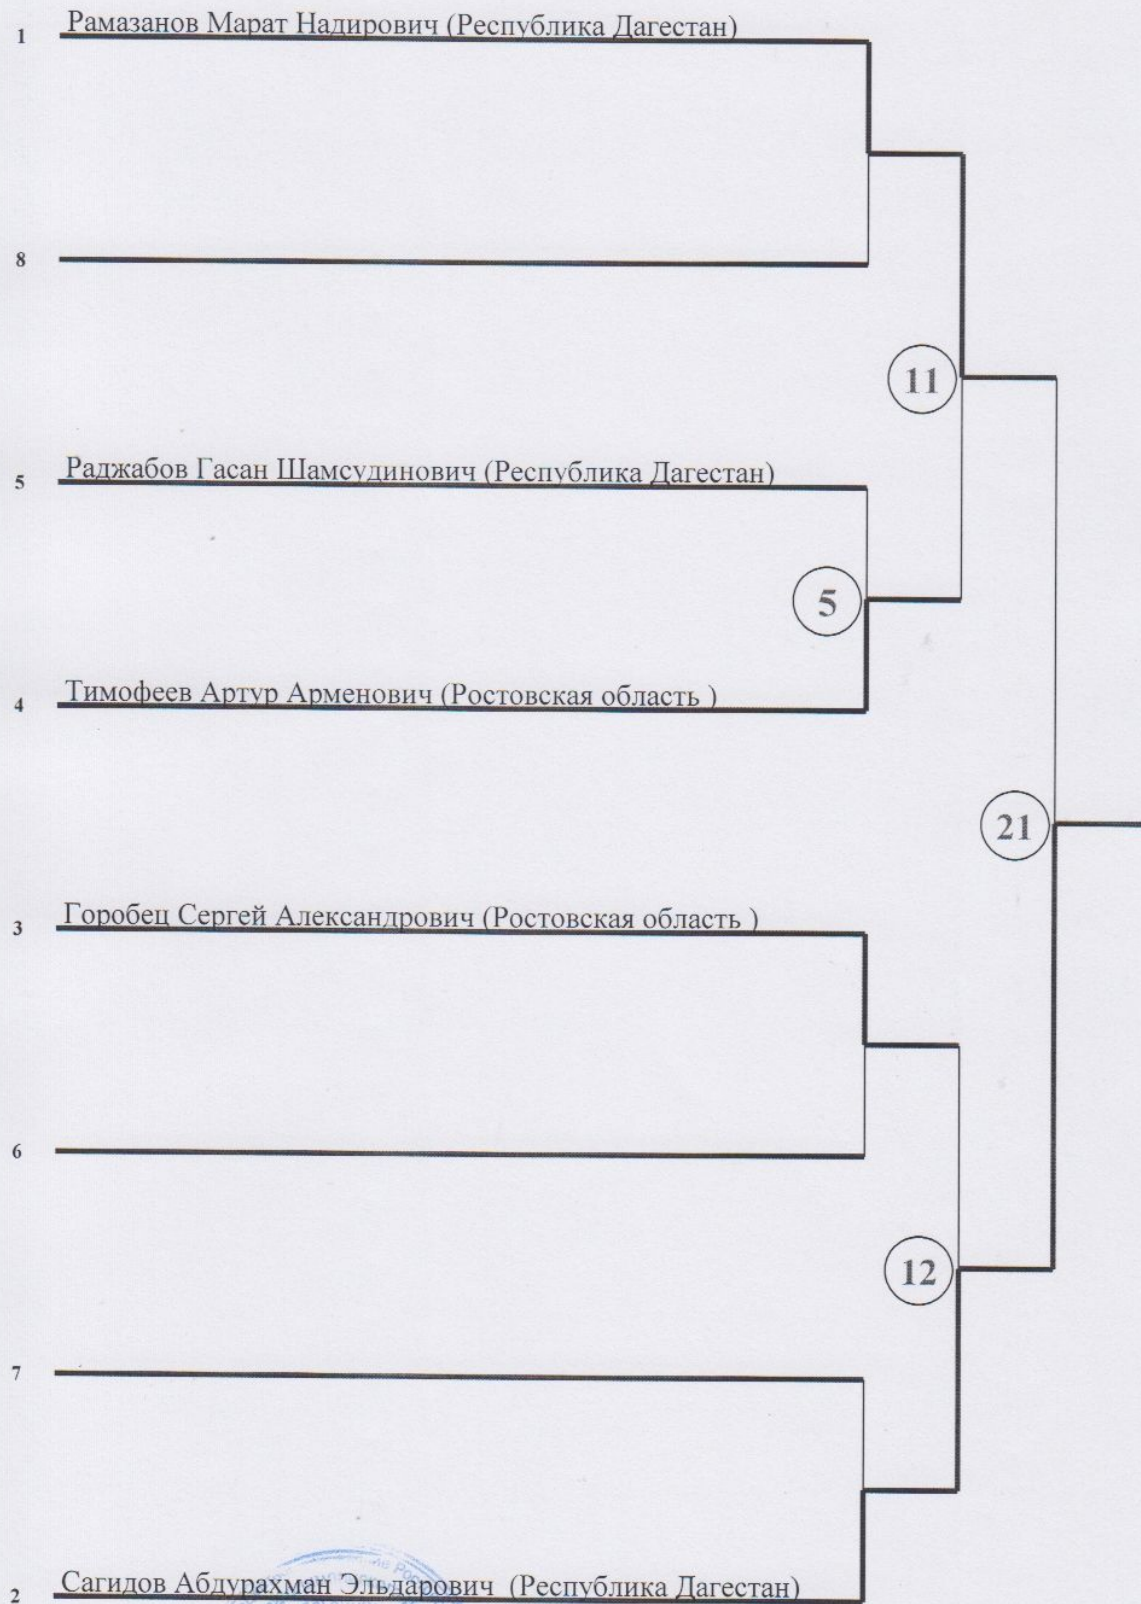 1 Рамазанов Марат Надирович (Республика Дагестан)
8
11
5 Раджабов Гасан Шамсудинович (Республика Дагестан)
5
4 Тимофеев Артур Арменович (Ростовская область )
21
3 Горобец Сергей Александрович (Ростовская область )
6
12
7
2 Сагидов Абдурахман Эльдарович (Республика Дагестан)